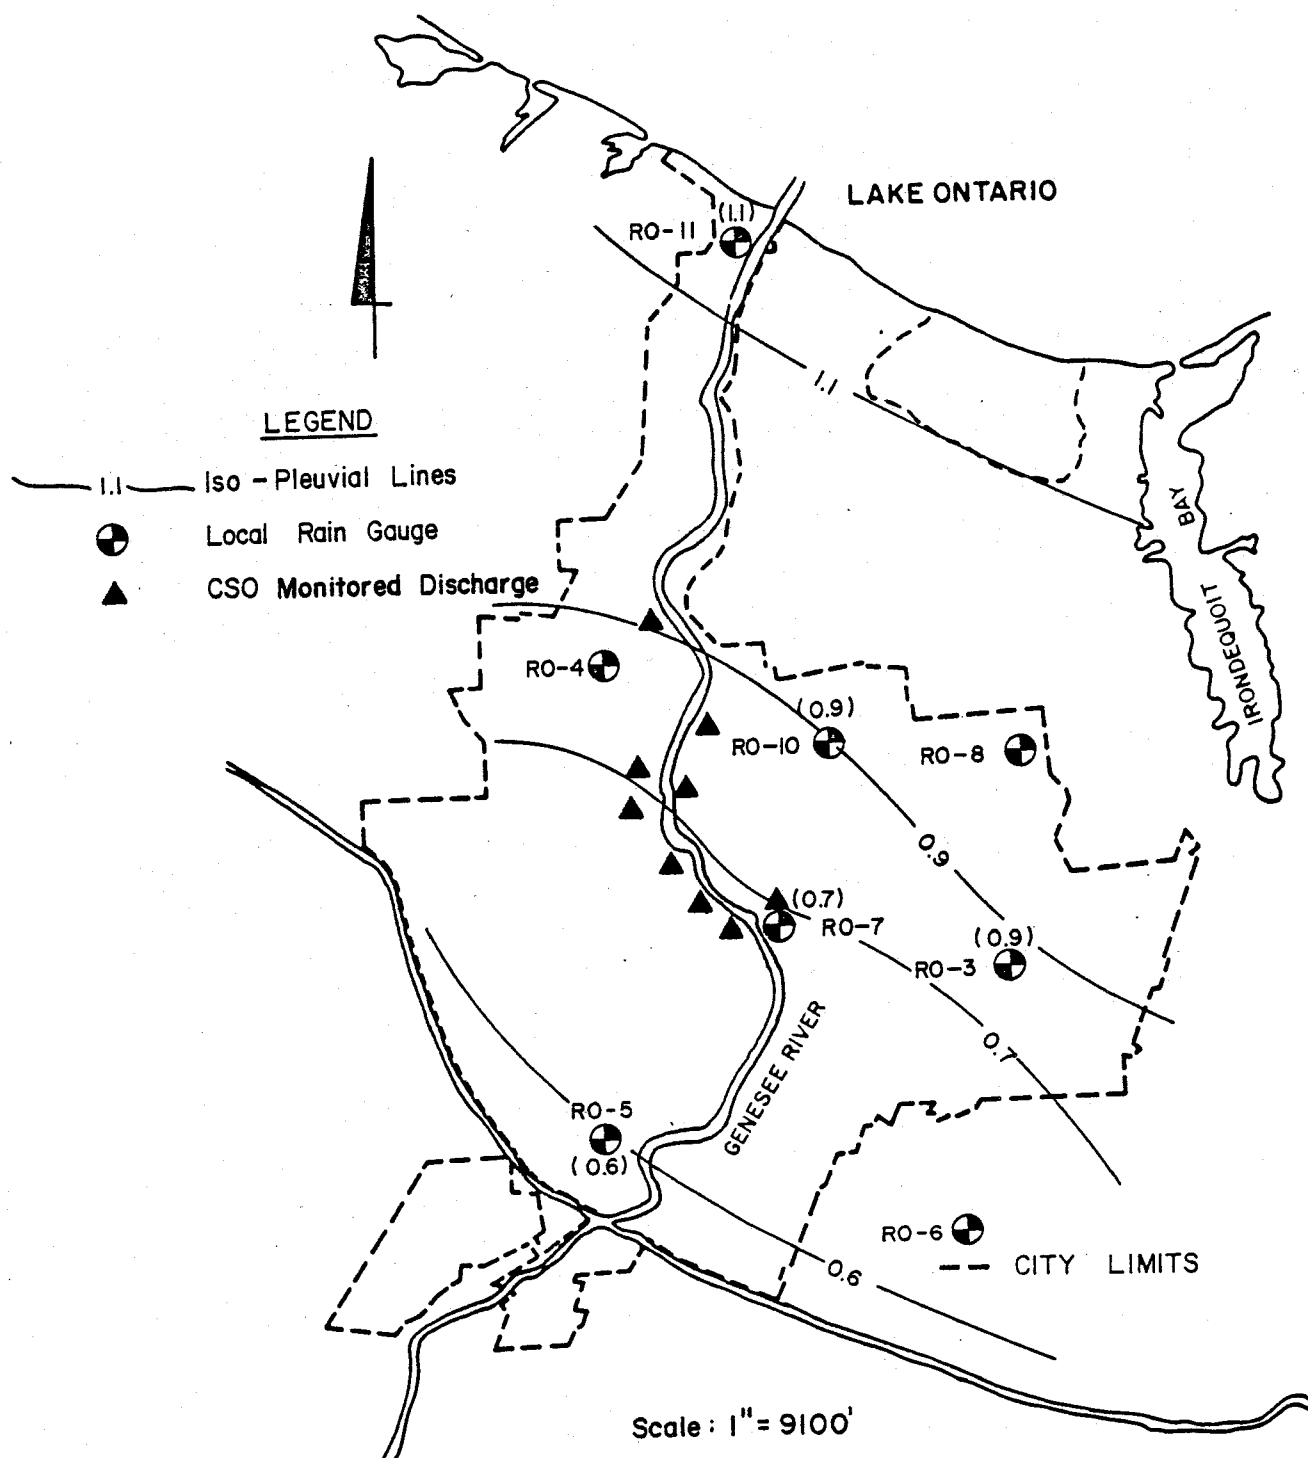 LAKE ONTARIO
(1.1)
RO-11
1.1
LEGEND
1.1 Iso-Pleuvial Lines
Local Rain Gauge
CSO Monitored Discharge
BAY
IRONDEQUOIT
RO-4
(0.9)
RO-10
RO-8
0.9
(0.7)
RO-7
(0.9)
RO-3
0.7
GENESEE RIVER
RO-5
(0.6)
RO-6
0.6
CITY LIMITS
Scale: 1"=9100'